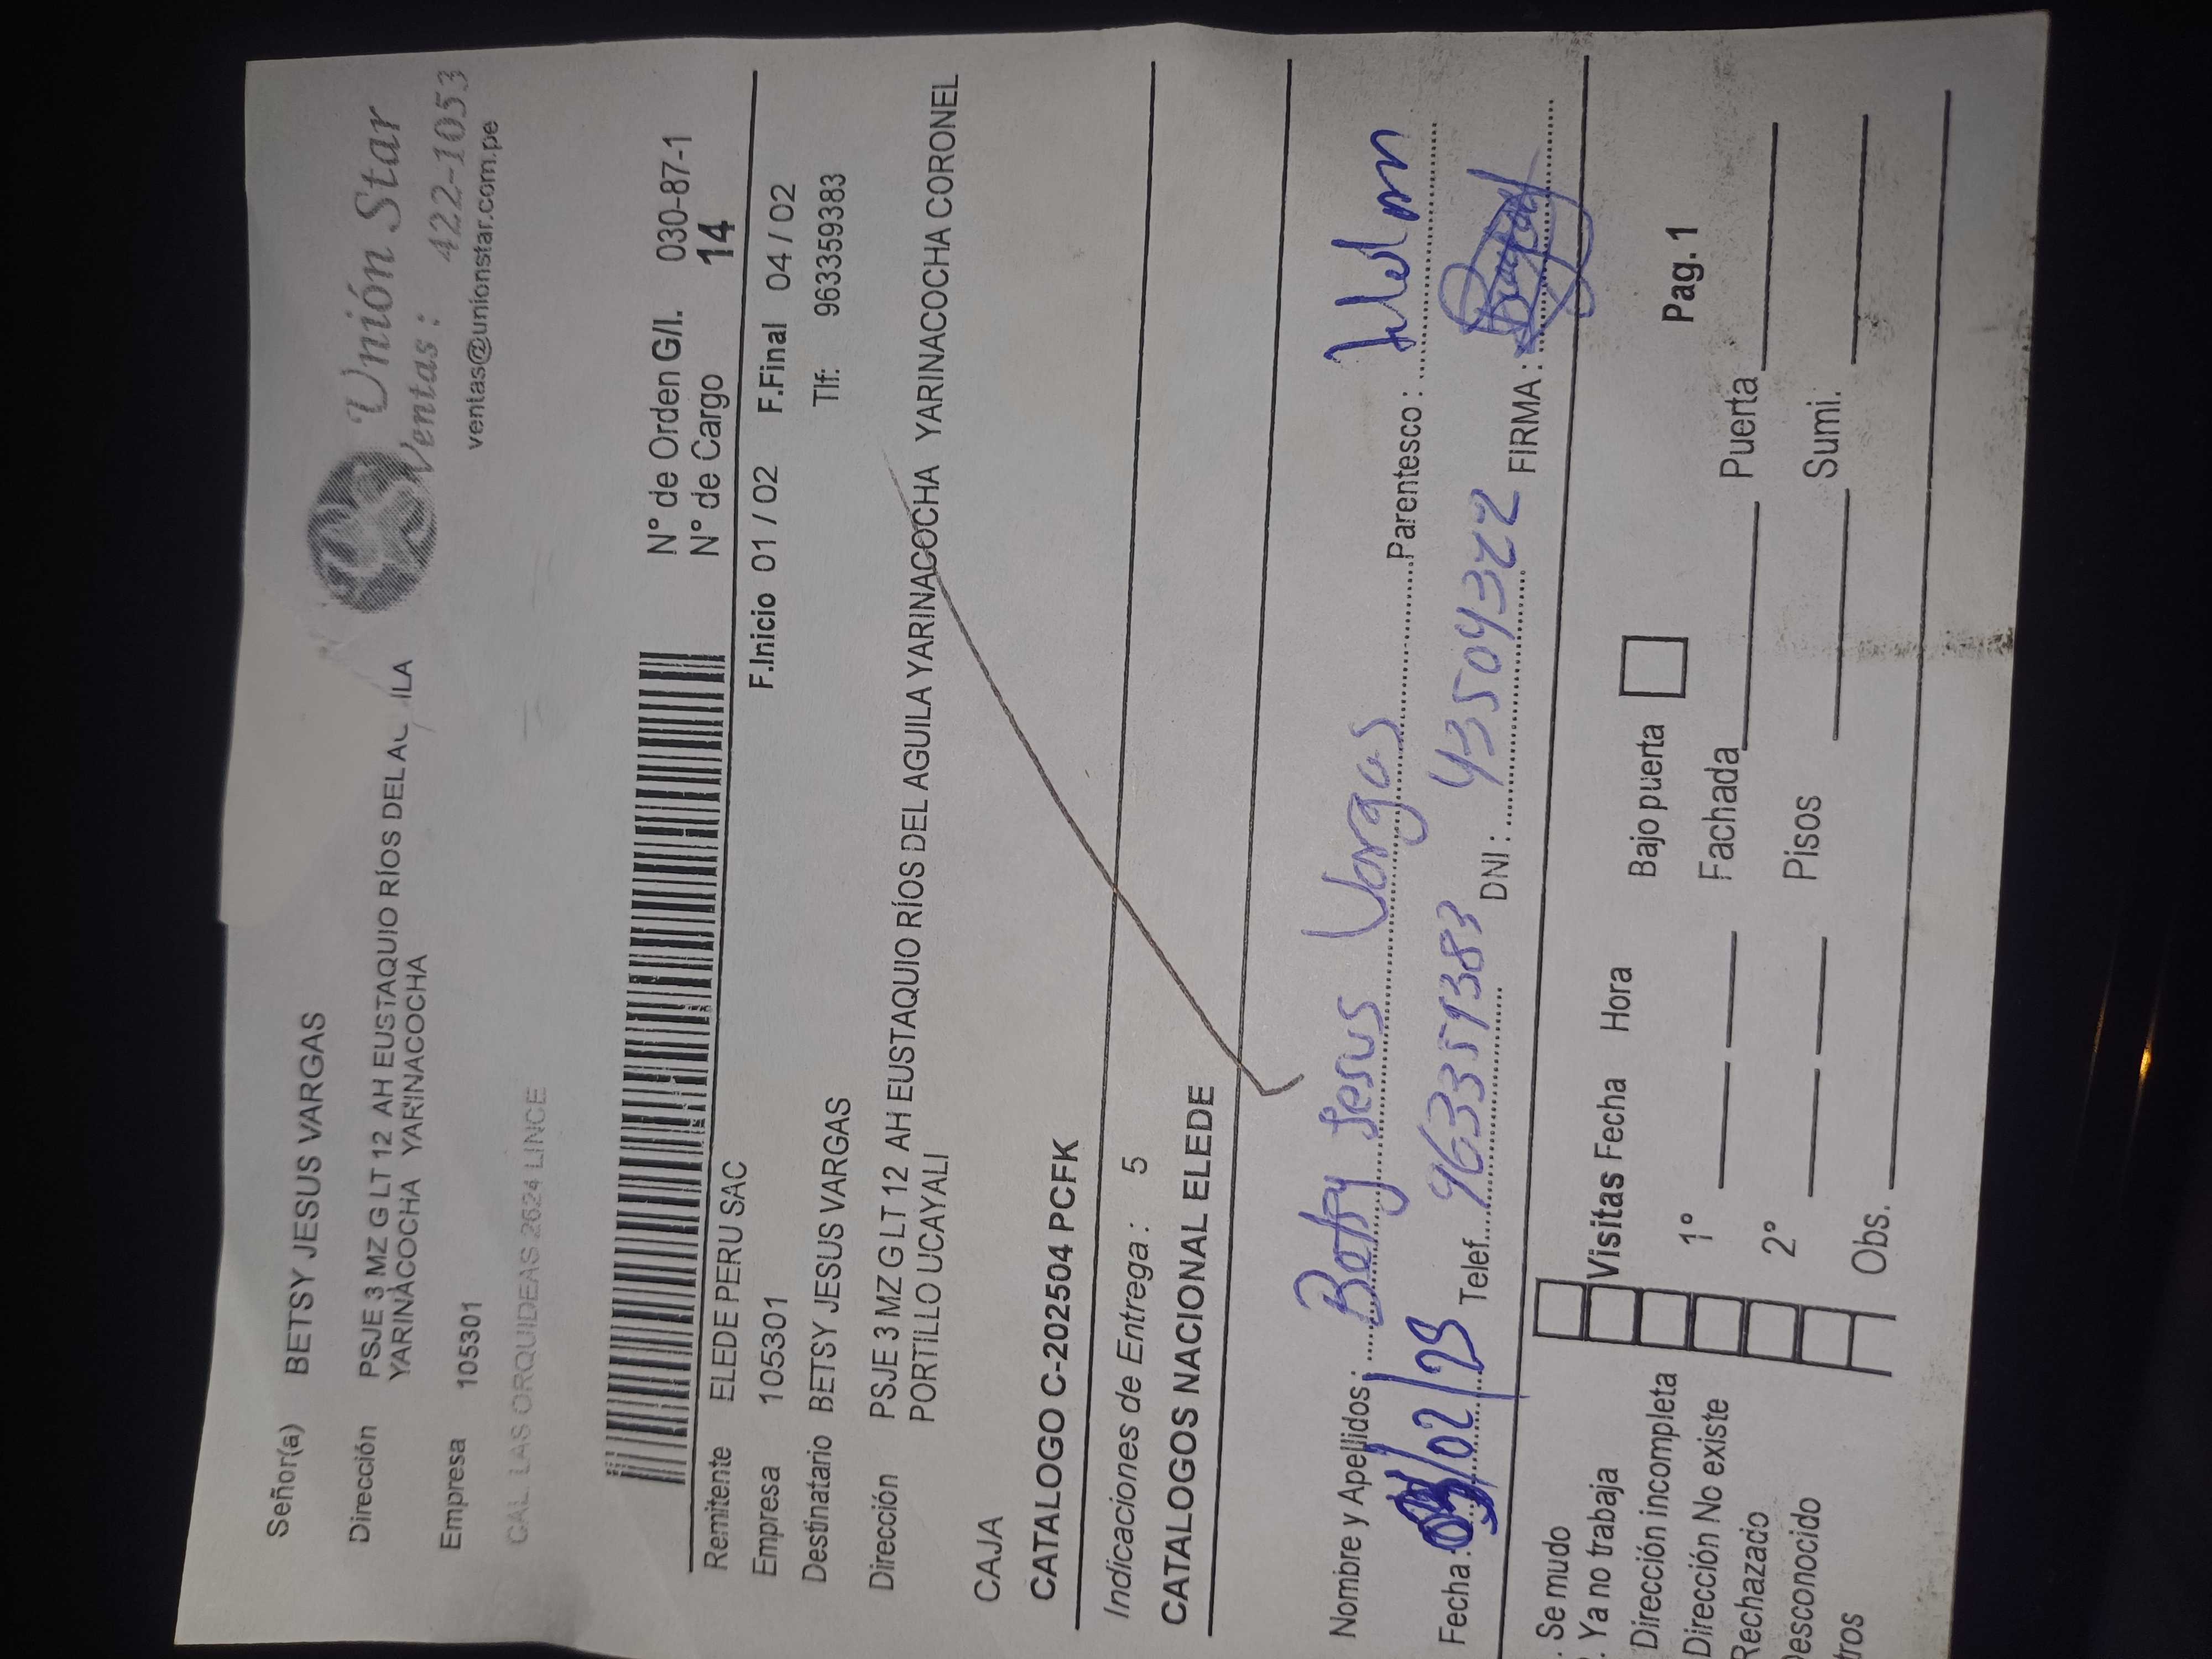 Señor(a) BETSY JESUS VARGAS
Dirección PSJE 3 MZ G LT 12 AH EUSTAQUIO RÍOS DEL ILA
YARINACOCHA YARINACOCHA
Empresa 105301
CAL. LAS ORQUIDEAS 2624 LINCE
Unión Star
Ventas : 422-1053
ventas@unionstar.com.pe
N° de Orden G/I. 030-87-1
N° de Cargo 14
Remitente ELEDE PERU SAC
F.Inicio 01 / 02 F.Final 04 / 02
Empresa 105301
Destinatario BETSY JESUS VARGAS Tlf: 963359383
Dirección PSJE 3 MZ G LT 12 AH EUSTAQUIO RÍOS DEL AGUILA YARINACOCHA YARINACOCHA CORONEL
PORTILLO UCAYALI
CAJA
CATALOGO C-202504 PCFK
Indicaciones de Entrega : 5
CATALOGOS NACIONAL ELEDE
Nombre y Apellidos : Betsy Jesus Vargas Parentesco :
Fecha : /02/25 Telef. 963359383 DNI : 43509322 FIRMA :
. Se mudo
. Ya no trabaja
Dirección incompleta
Dirección No existe
Rechazado
Desconocido
tros
Visitas Fecha Hora
1°
2°
Obs.
Bajo puerta
Fachada Puerta
Pisos Sumi.
Pag. 1